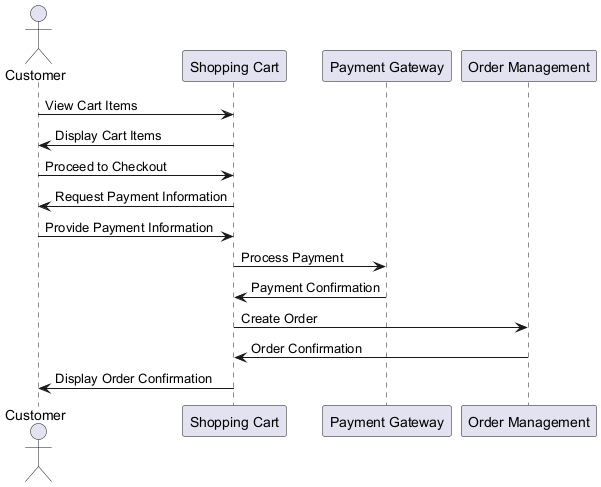 Customer
Shopping Cart
Payment Gateway
Order Management
View Cart Items
Display Cart Items
Proceed to Checkout
Request Payment Information
Provide Payment Information
Process Payment
Payment Confirmation
Create Order
Order Confirmation
Display Order Confirmation
Customer
Shopping Cart
Payment Gateway
Order Management